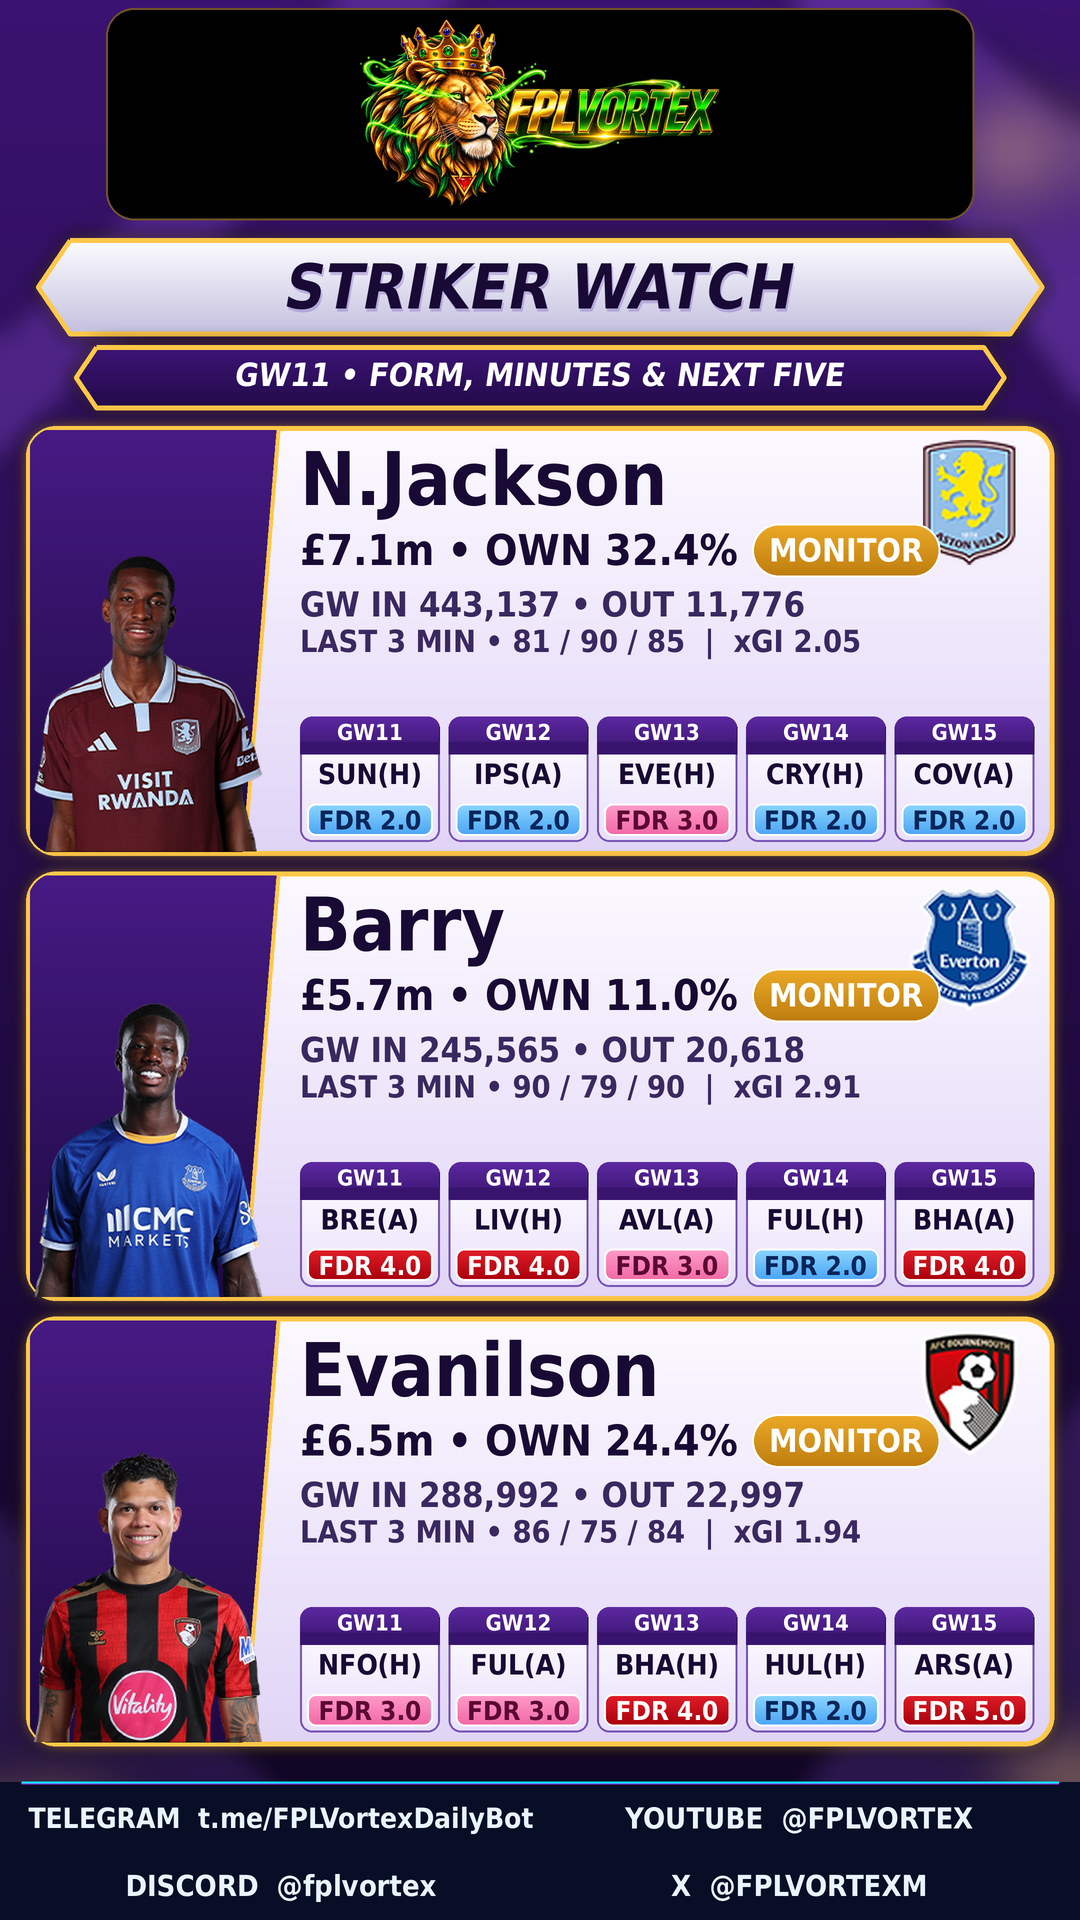 FPLVORTEX
STRIKER WATCH
GW11 • FORM, MINUTES & NEXT FIVE
N.Jackson
£7.1m • OWN 32.4% MONITOR
ASTON VILLA
GW IN 443,137 • OUT 11,776
LAST 3 MIN • 81 / 90 / 85 | xGI 2.05
VISIT
RWANDA
GW11 GW12 GW13 GW14 GW15
SUN(H) IPS(A) EVE(H) CRY(H) COV(A)
FDR 2.0 FDR 2.0 FDR 3.0 FDR 2.0 FDR 2.0
Barry
Everton
1878
£5.7m • OWN 11.0% MONITOR
GW IN 245,565 • OUT 20,618
LAST 3 MIN • 90 / 79 / 90 | xGI 2.91
CMC
MARKETS
GW11 GW12 GW13 GW14 GW15
BRE(A) LIV(H) AVL(A) FUL(H) BHA(A)
FDR 4.0 FDR 4.0 FDR 3.0 FDR 2.0 FDR 4.0
Evanilson
AFC BOURNEMOUTH
£6.5m • OWN 24.4% MONITOR
GW IN 288,992 • OUT 22,997
LAST 3 MIN • 86 / 75 / 84 | xGI 1.94
Vitality
GW11 GW12 GW13 GW14 GW15
NFO(H) FUL(A) BHA(H) HUL(H) ARS(A)
FDR 3.0 FDR 3.0 FDR 4.0 FDR 2.0 FDR 5.0
TELEGRAM t.me/FPLVortexDailyBot YOUTUBE @FPLVORTEX
DISCORD @fplvortex X @FPLVORTEXM